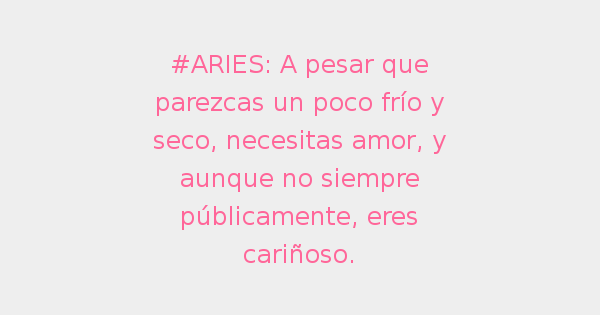 #ARIES: A pesar que
parezcas un poco frío y
seco, necesitas amor, y
aunque no siempre
públicamente, eres
cariñoso.